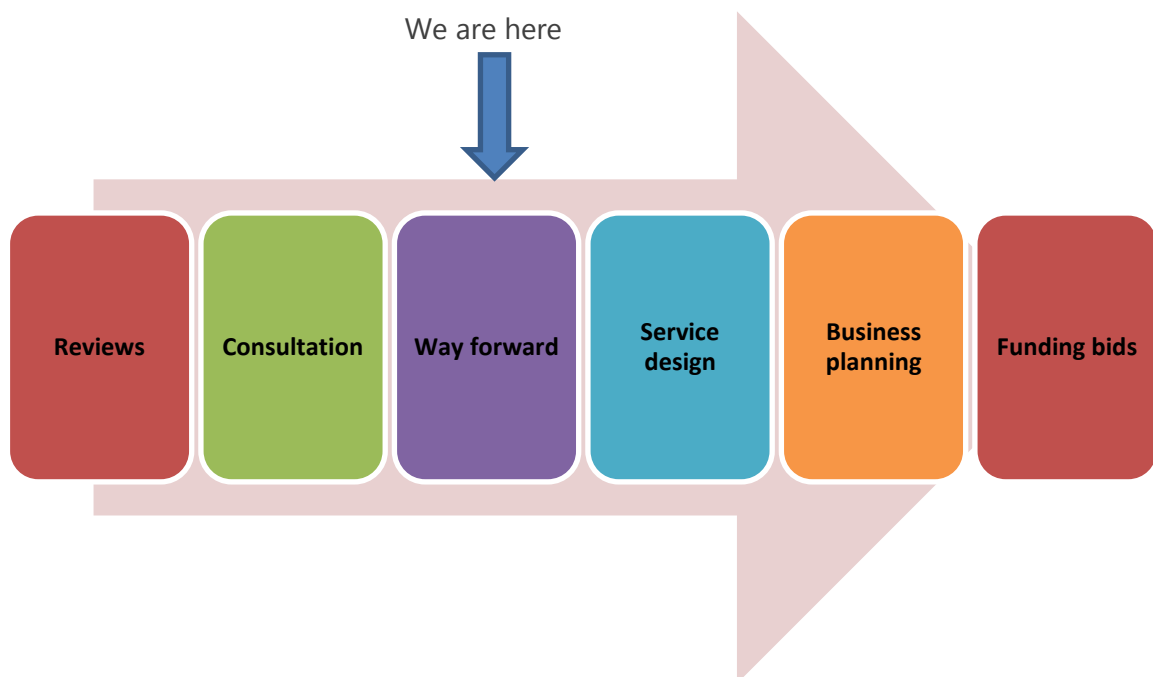 We are here
Reviews
Consultation
Way forward
Service
design
Business
planning
Funding bids